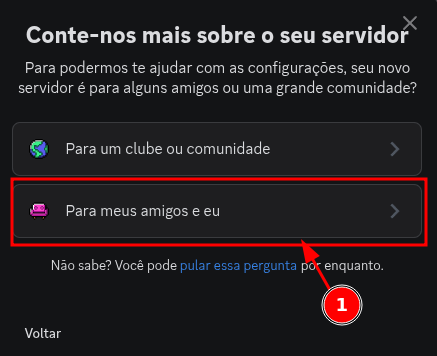 Conte-nos mais sobre o seu servidor
Para podermos te ajudar com as configurações, seu novo
servidor é para alguns amigos ou uma grande comunidade?
Para um clube ou comunidade
Para meus amigos e eu
Não sabe? Você pode pular essa pergunta por enquanto.
1
Voltar